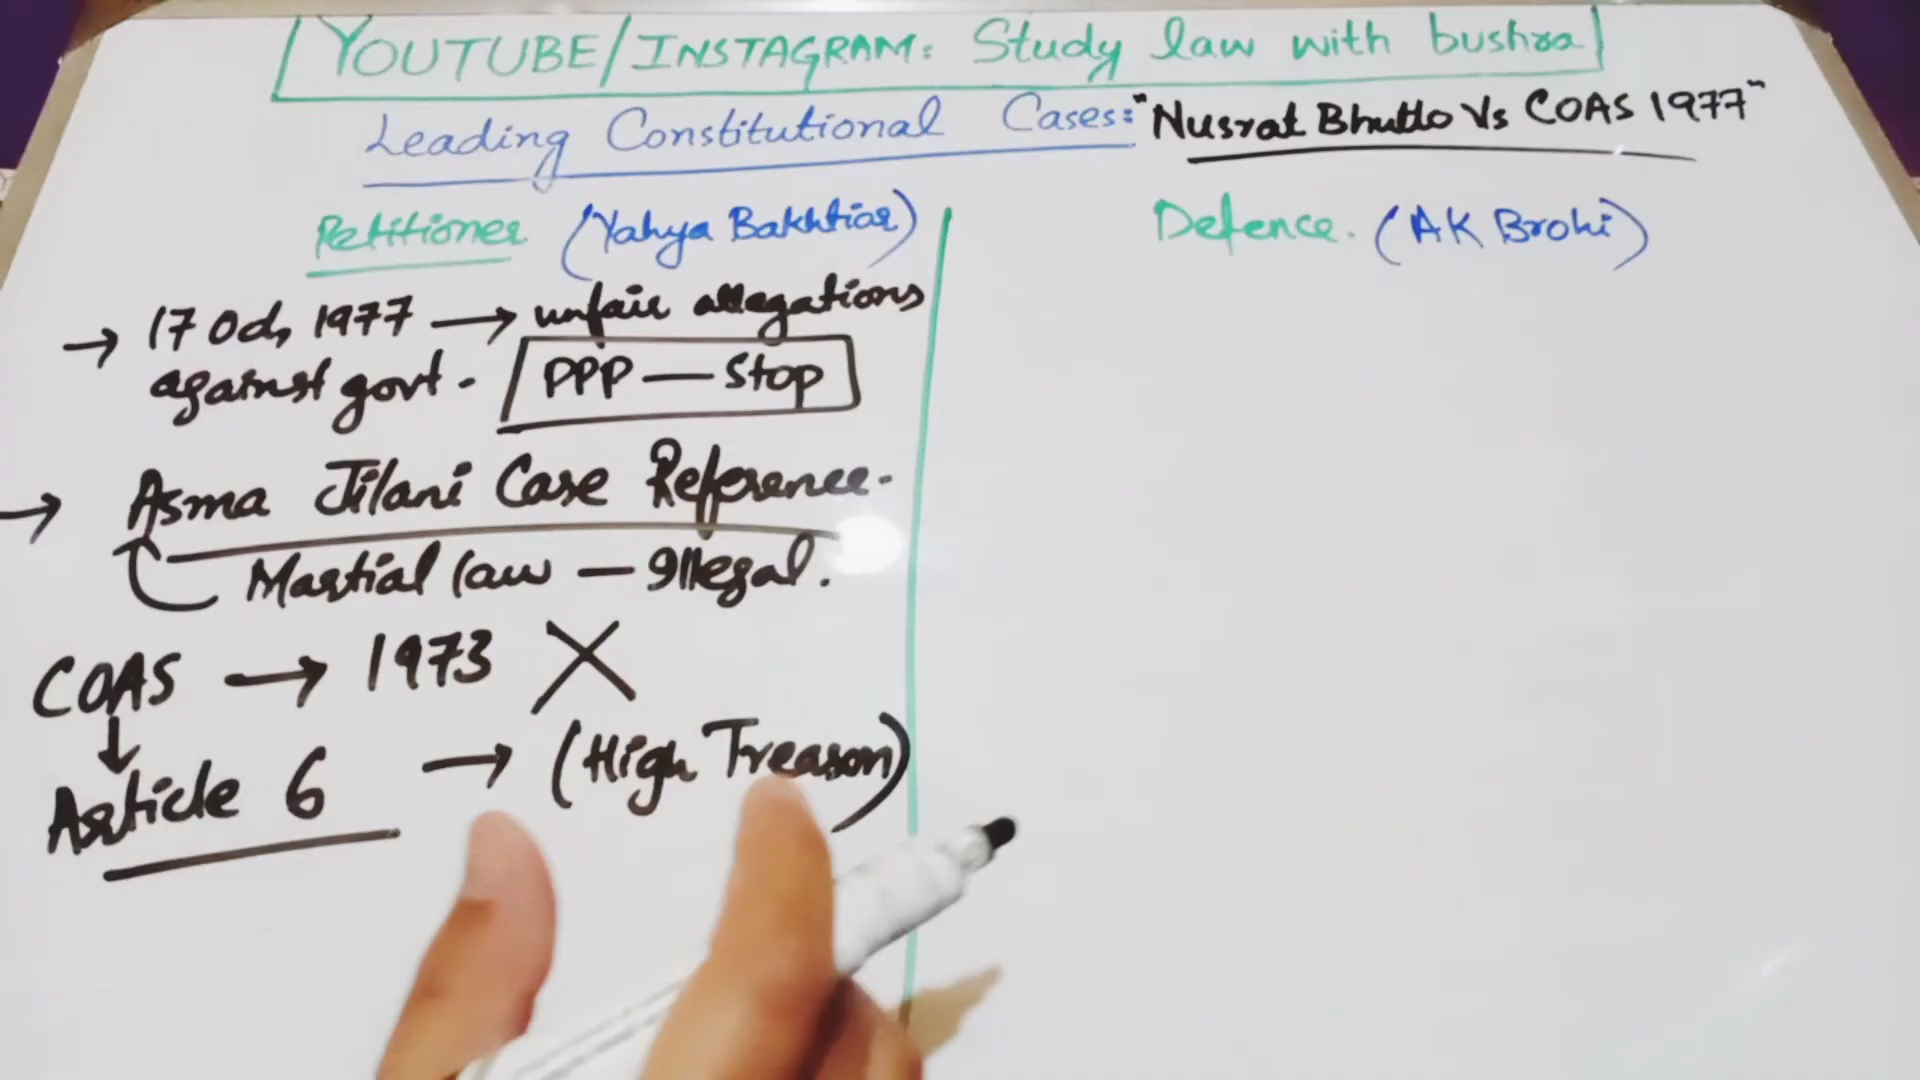 YOUTUBE/INSTAGRAM: Study law with bushra
Leading Constitutional Cases: "Nusrat Bhutto Vs COAS 1977"
Petitioner (Yahya Bakhtiar)
→ 17 Oct, 1977 → unfair allegations
against govt. PPP — Stop
→ Asma Jilani Case Reference.
Martial law — Illegal.
COAS → 1973 X
↓
Article 6 → (High Treason)
Defence. (AK Brohi)